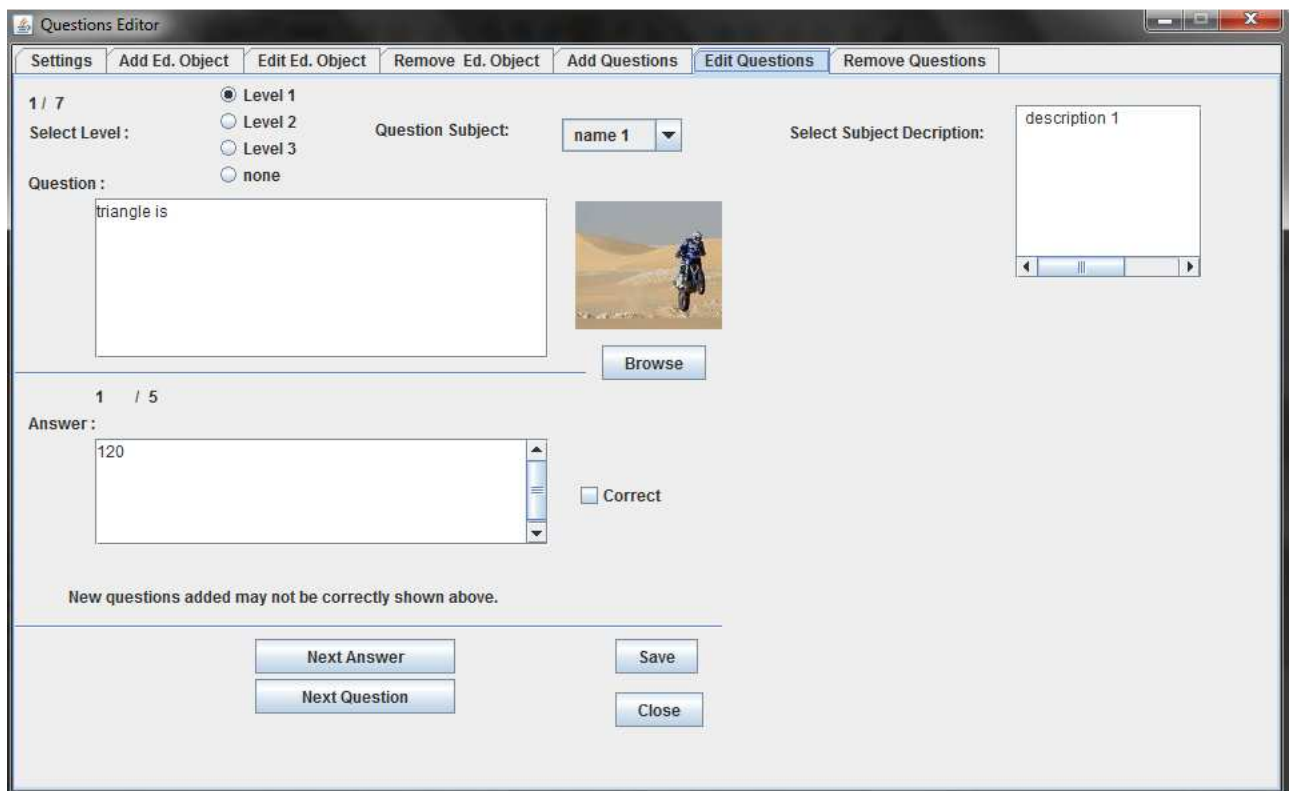 Questions Editor
Settings Add Ed. Object Edit Ed. Object Remove Ed. Object Add Questions Edit Questions Remove Questions
1 / 7
Select Level :
Level 1
Level 2
Level 3
none
Question Subject:
name 1
Select Subject Decription:
description 1
Question :
triangle is
Browse
1 / 5
Answer :
120
Correct
New questions added may not be correctly shown above.
Next Answer
Save
Next Question
Close